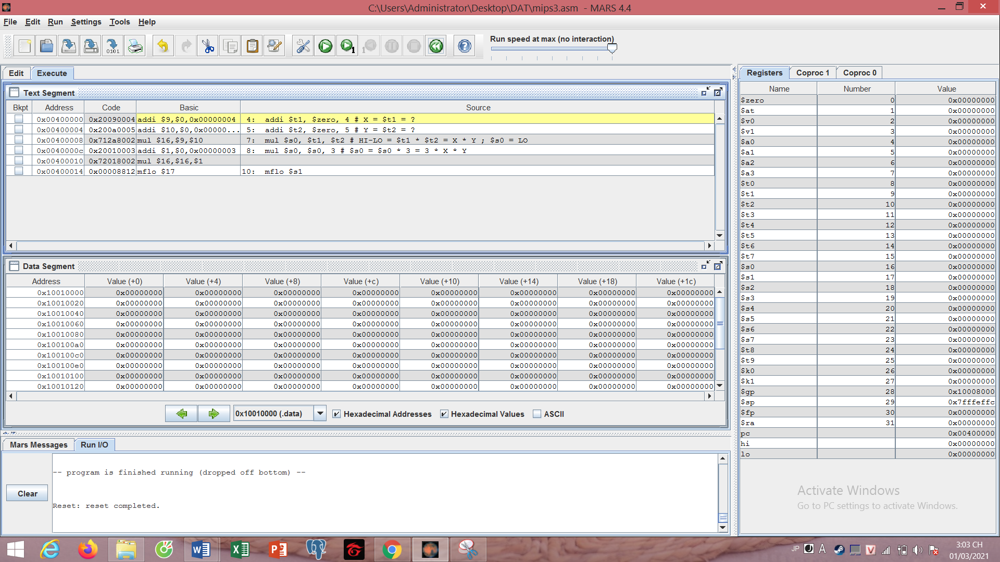 C:\Users\Administrator\Desktop\DAT\mips3.asm - MARS 4.4
File Edit Run Settings Tools Help
Run speed at max (no interaction)
Edit Execute
Text Segment
Bkpt Address Code Basic Source
0x00400000 0x20090004 addi $9,$0,0x00000004 4: addi $t1, $zero, 4 # X = $t1 = ?
0x00400004 0x200a0005 addi $10,$0,0x00000... 5: addi $t2, $zero, 5 # Y = $t2 = ?
0x00400008 0x712a8002 mul $16,$9,$10 7: mul $s0, $t1, $t2 # HI-LO = $t1 * $t2 = X * Y ; $s0 = LO
0x0040000c 0x20010003 addi $1,$0,0x00000003 8: mul $s0, $s0, 3 # $s0 = $s0 * 3 = 3 * X * Y
0x00400010 0x72018002 mul $16,$16,$1
0x00400014 0x00008812 mflo $17 10: mflo $s1
Data Segment
Address Value (+0) Value (+4) Value (+8) Value (+c) Value (+10) Value (+14) Value (+18) Value (+1c)
0x10010000 0x00000000 0x00000000 0x00000000 0x00000000 0x00000000 0x00000000 0x00000000 0x00000000
0x10010020 0x00000000 0x00000000 0x00000000 0x00000000 0x00000000 0x00000000 0x00000000 0x00000000
0x10010040 0x00000000 0x00000000 0x00000000 0x00000000 0x00000000 0x00000000 0x00000000 0x00000000
0x10010060 0x00000000 0x00000000 0x00000000 0x00000000 0x00000000 0x00000000 0x00000000 0x00000000
0x10010080 0x00000000 0x00000000 0x00000000 0x00000000 0x00000000 0x00000000 0x00000000 0x00000000
0x100100a0 0x00000000 0x00000000 0x00000000 0x00000000 0x00000000 0x00000000 0x00000000 0x00000000
0x100100c0 0x00000000 0x00000000 0x00000000 0x00000000 0x00000000 0x00000000 0x00000000 0x00000000
0x100100e0 0x00000000 0x00000000 0x00000000 0x00000000 0x00000000 0x00000000 0x00000000 0x00000000
0x10010100 0x00000000 0x00000000 0x00000000 0x00000000 0x00000000 0x00000000 0x00000000 0x00000000
0x10010120 0x00000000 0x00000000 0x00000000 0x00000000 0x00000000 0x00000000 0x00000000 0x00000000
0x10010000 (.data) Hexadecimal Addresses Hexadecimal Values ASCII
Mars Messages Run I/O
-- program is finished running (dropped off bottom) --
Clear
Reset: reset completed.
Registers Coproc 1 Coproc 0
Name Number Value
$zero 0 0x00000000
$at 1 0x00000000
$v0 2 0x00000000
$v1 3 0x00000000
$a0 4 0x00000000
$a1 5 0x00000000
$a2 6 0x00000000
$a3 7 0x00000000
$t0 8 0x00000000
$t1 9 0x00000000
$t2 10 0x00000000
$t3 11 0x00000000
$t4 12 0x00000000
$t5 13 0x00000000
$t6 14 0x00000000
$t7 15 0x00000000
$s0 16 0x00000000
$s1 17 0x00000000
$s2 18 0x00000000
$s3 19 0x00000000
$s4 20 0x00000000
$s5 21 0x00000000
$s6 22 0x00000000
$s7 23 0x00000000
$t8 24 0x00000000
$t9 25 0x00000000
$k0 26 0x00000000
$k1 27 0x00000000
$gp 28 0x10008000
$sp 29 0x7fffeffc
$fp 30 0x00000000
$ra 31 0x00000000
pc 0x00400000
hi 0x00000000
lo 0x00000000
Activate Windows
Go to PC settings to activate Windows.
JP A
3:03 CH
01/03/2021